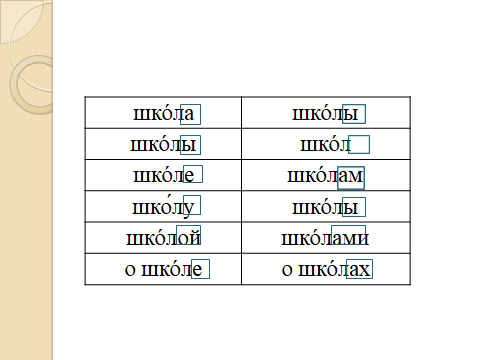 шко́ла шко́лы
шко́лы шко́л
шко́ле шко́лам
шко́лу шко́лы
шко́лой шко́лами
о шко́ле о шко́лах